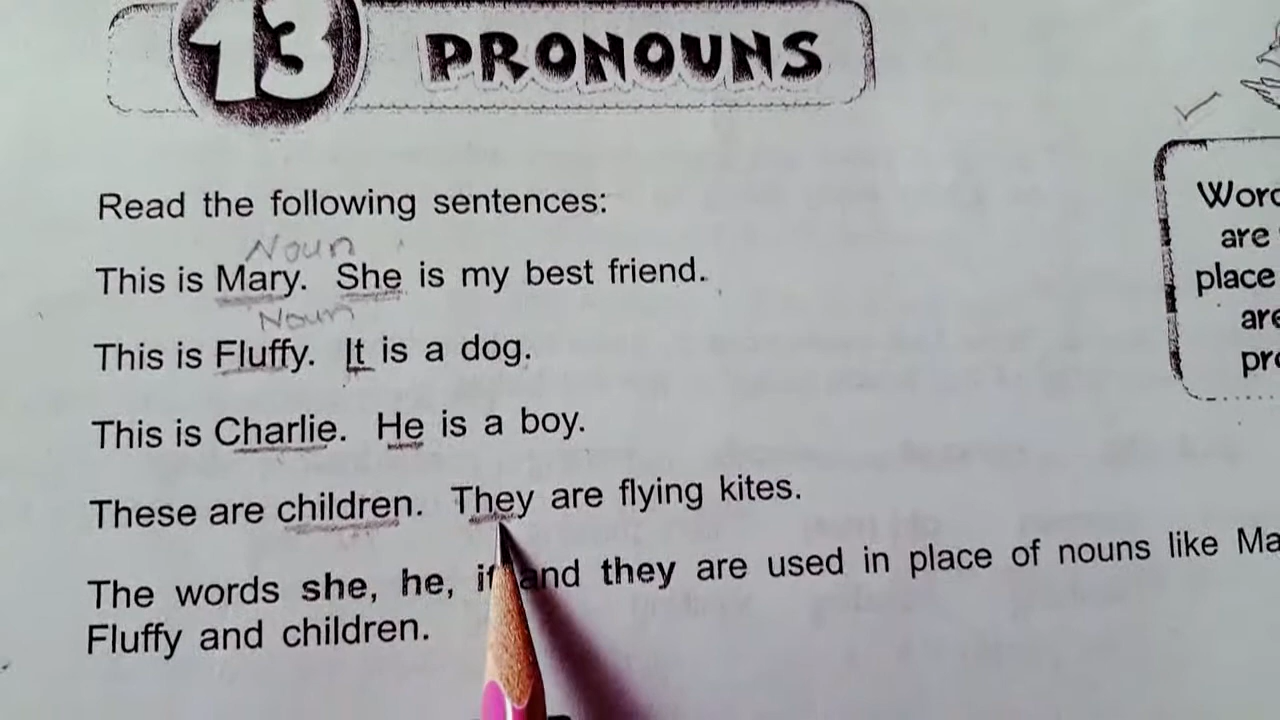 13 PRONOUNS
Read the following sentences:
Noun
This is Mary. She is my best friend.
Noun
This is Fluffy. It is a dog.
This is Charlie. He is a boy.
These are children. They are flying kites.
The words she, he, it and they are used in place of nouns like
Fluffy and children.
are
place